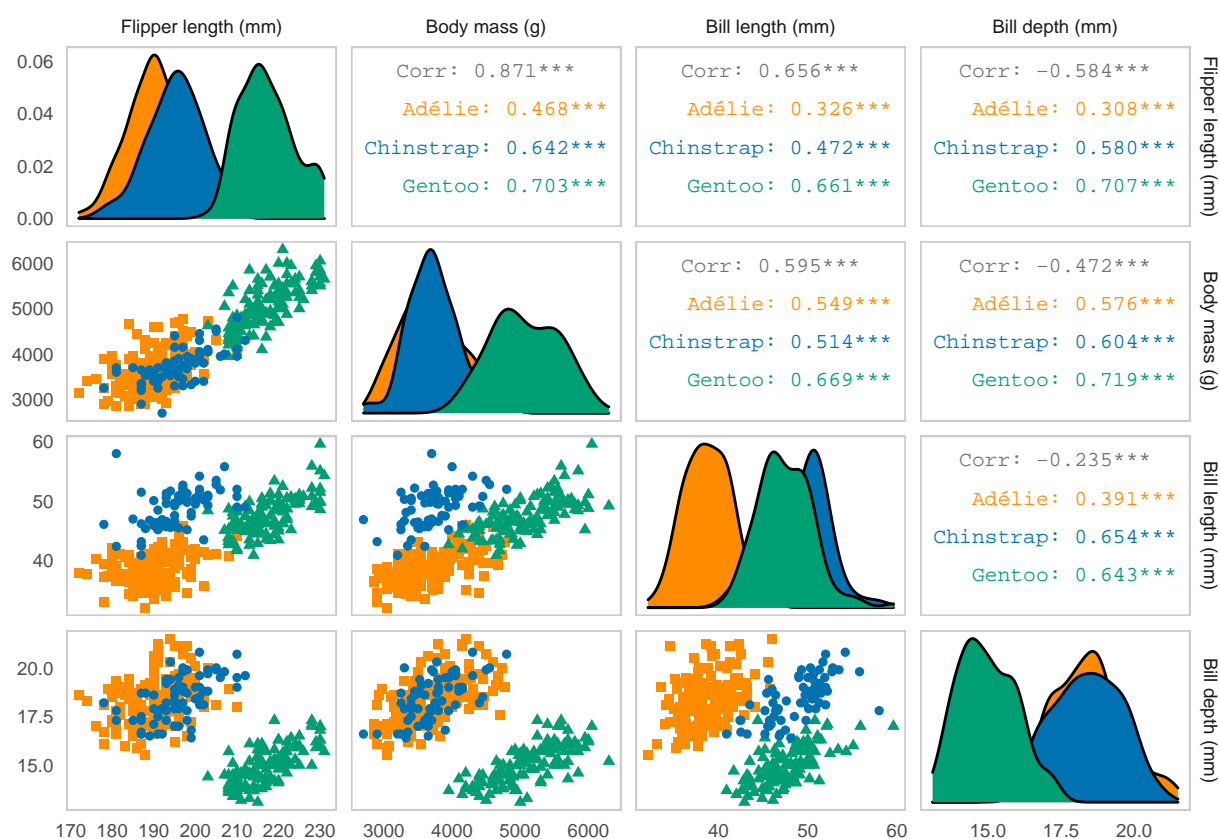 Flipper length (mm) Body mass (g) Bill length (mm) Bill depth (mm)
0.06
0.04
0.02
0.00
Corr: 0.871***
Adélie: 0.468***
Chinstrap: 0.642***
Gentoo: 0.703***
Corr: 0.656***
Adélie: 0.326***
Chinstrap: 0.472***
Gentoo: 0.661***
Corr: −0.584***
Adélie: 0.308***
Chinstrap: 0.580***
Gentoo: 0.707***
Flipper length (mm)
6000
5000
4000
3000
Corr: 0.595***
Adélie: 0.549***
Chinstrap: 0.514***
Gentoo: 0.669***
Corr: −0.472***
Adélie: 0.576***
Chinstrap: 0.604***
Gentoo: 0.719***
Body mass (g)
60
50
40
Corr: −0.235***
Adélie: 0.391***
Chinstrap: 0.654***
Gentoo: 0.643***
Bill length (mm)
20.0
17.5
15.0
Bill depth (mm)
170 180 190 200 210 220 230 3000 4000 5000 6000 40 50 60 15.0 17.5 20.0